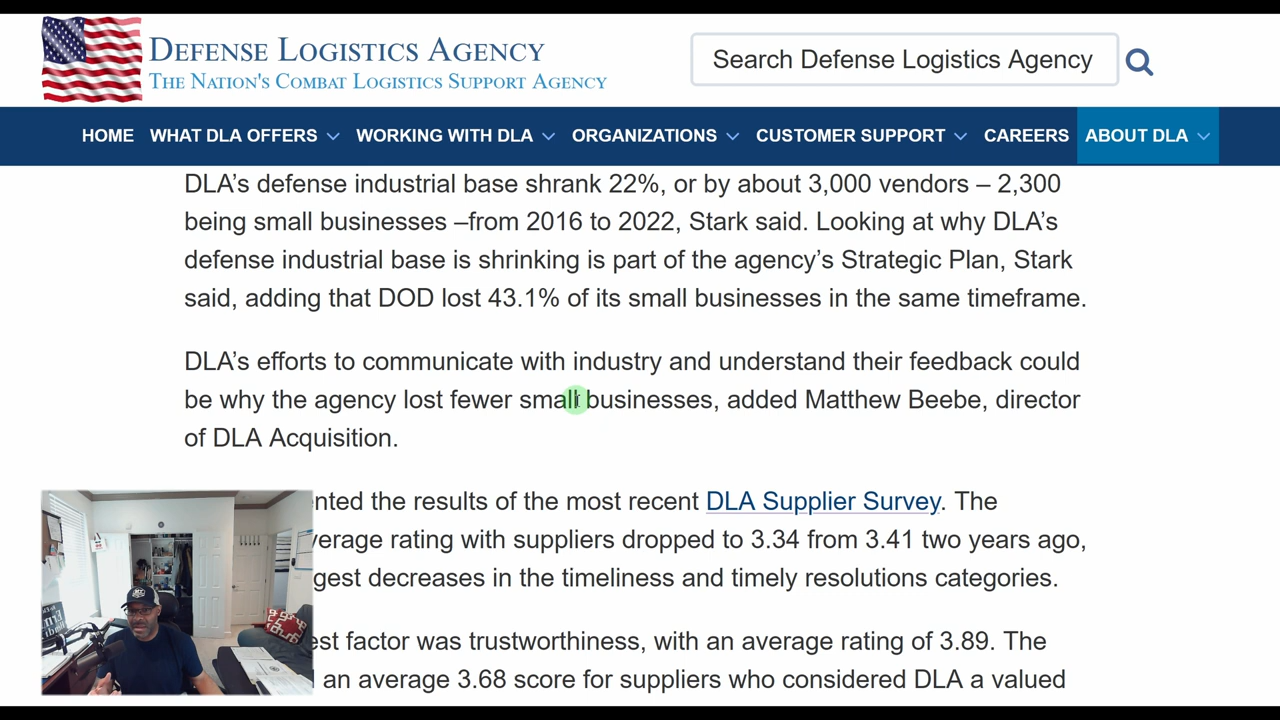 DEFENSE LOGISTICS AGENCY
THE NATION'S COMBAT LOGISTICS SUPPORT AGENCY
Search Defense Logistics Agency
HOME WHAT DLA OFFERS WORKING WITH DLA ORGANIZATIONS CUSTOMER SUPPORT CAREERS ABOUT DLA
DLA’s defense industrial base shrank 22%, or by about 3,000 vendors – 2,300
being small businesses –from 2016 to 2022, Stark said. Looking at why DLA’s
defense industrial base is shrinking is part of the agency’s Strategic Plan, Stark
said, adding that DOD lost 43.1% of its small businesses in the same timeframe.
DLA’s efforts to communicate with industry and understand their feedback could
be why the agency lost fewer small businesses, added Matthew Beebe, director
of DLA Acquisition.
nted the results of the most recent DLA Supplier Survey. The
verage rating with suppliers dropped to 3.34 from 3.41 two years ago,
gest decreases in the timeliness and timely resolutions categories.
est factor was trustworthiness, with an average rating of 3.89. The
an average 3.68 score for suppliers who considered DLA a valued